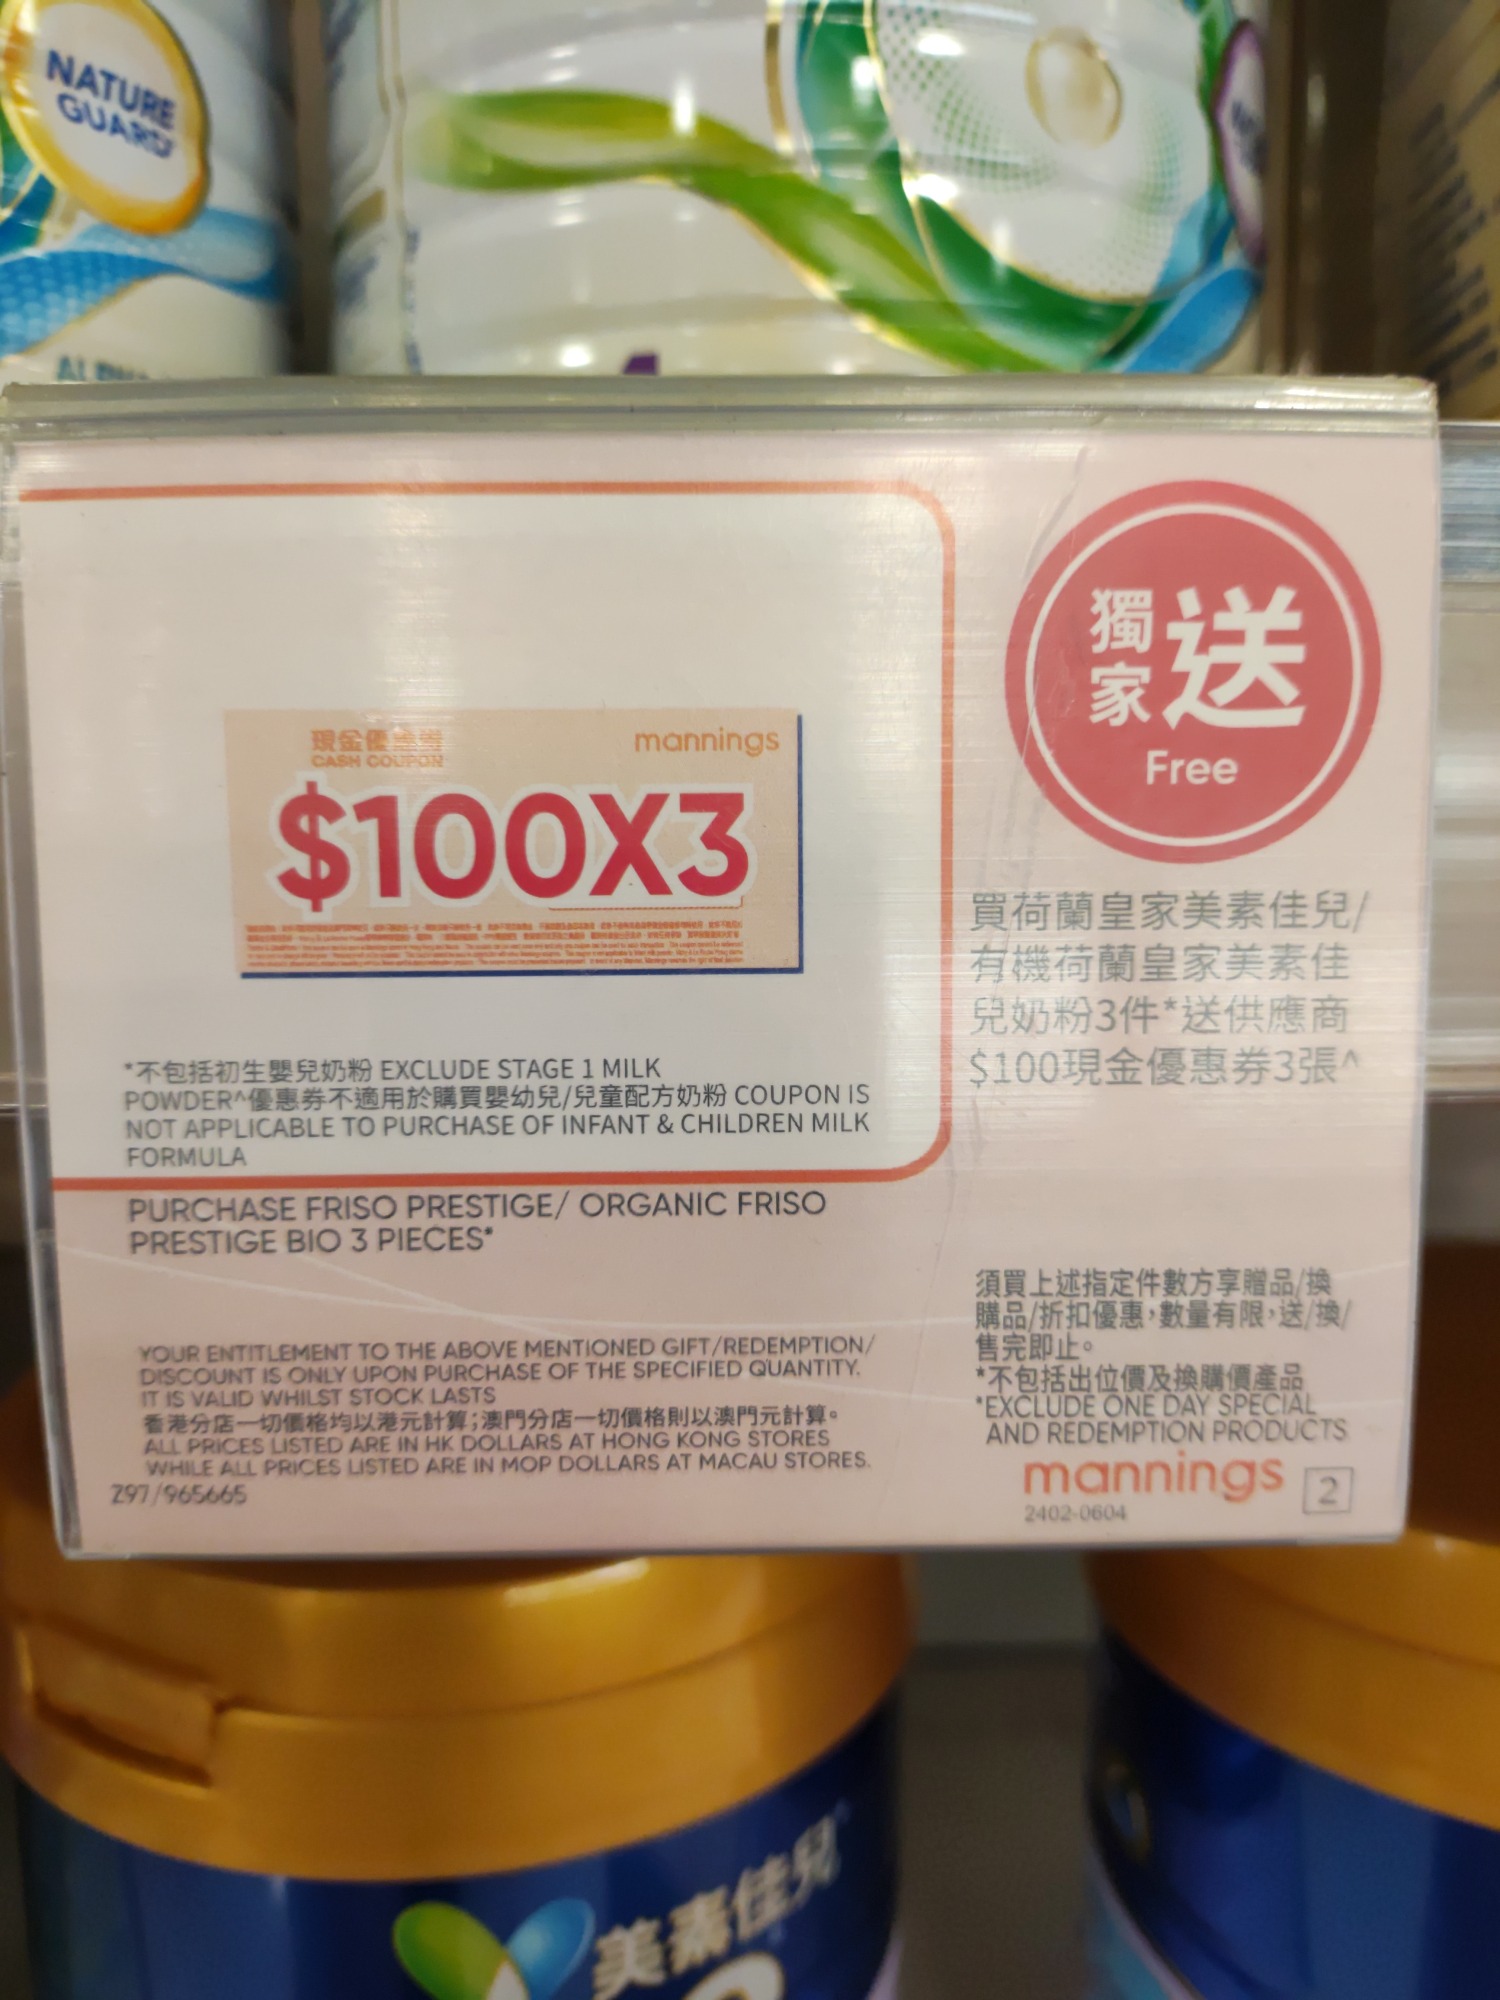 NATURE
GUARD
現金優惠券
CASH COUPON
mannings
$100X3
獨家
送
Free
買荷蘭皇家美素佳兒/
有機荷蘭皇家美素佳
兒奶粉3件*送供應商
$100現金優惠券3張^
*不包括初生嬰兒奶粉 EXCLUDE STAGE 1 MILK
POWDER^優惠券不適用於購買嬰幼兒/兒童配方奶粉 COUPON IS
NOT APPLICABLE TO PURCHASE OF INFANT & CHILDREN MILK
FORMULA
PURCHASE FRISO PRESTIGE/ ORGANIC FRISO
PRESTIGE BIO 3 PIECES*
YOUR ENTITLEMENT TO THE ABOVE MENTIONED GIFT/REDEMPTION/
DISCOUNT IS ONLY UPON PURCHASE OF THE SPECIFIED QUANTITY.
IT IS VALID WHILST STOCK LASTS
香港分店一切價格均以港元計算;澳門分店一切價格則以澳門元計算。
ALL PRICES LISTED ARE IN HK DOLLARS AT HONG KONG STORES
WHILE ALL PRICES LISTED ARE IN MOP DOLLARS AT MACAU STORES.
Z97/965665
須買上述指定件數方享贈品/換
購品/折扣優惠,數量有限,送/換/
售完即止。
*不包括出位價及換購價產品
*EXCLUDE ONE DAY SPECIAL
AND REDEMPTION PRODUCTS
mannings
2
2402-0604
美素佳兒